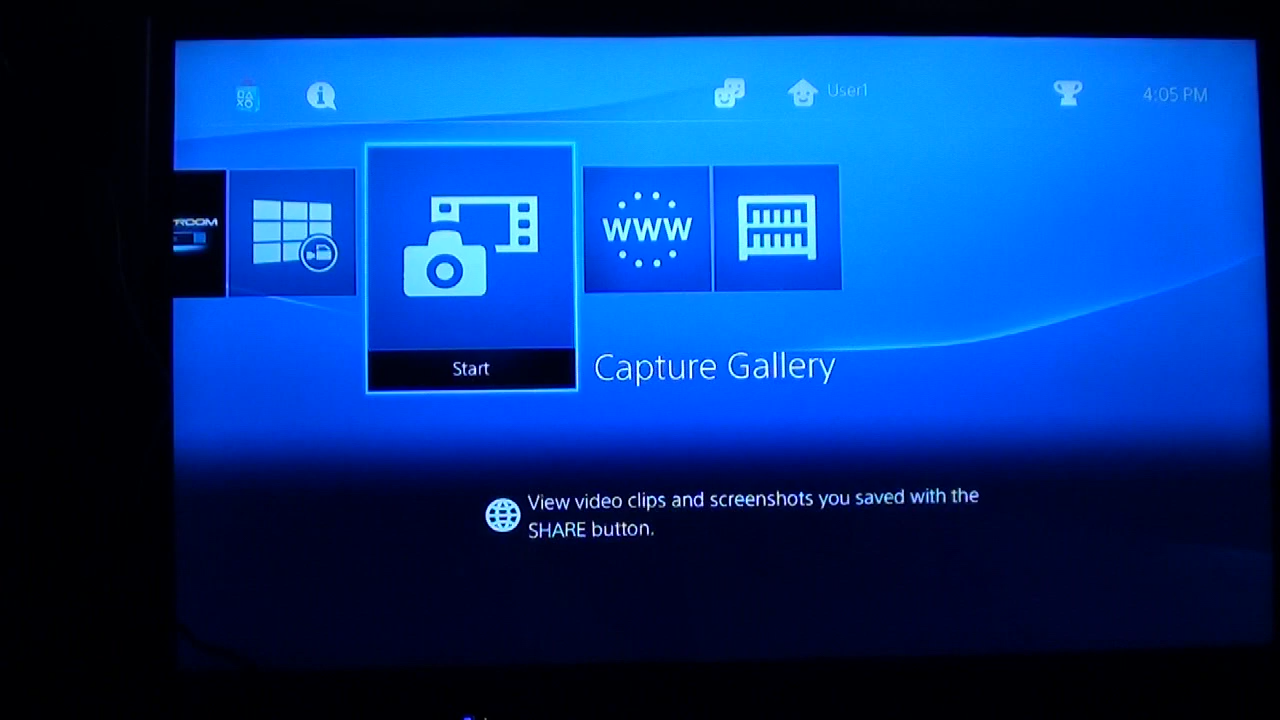 User1
4:05 PM
ROOM
WWW
Start
Capture Gallery
View video clips and screenshots you saved with the
SHARE button.